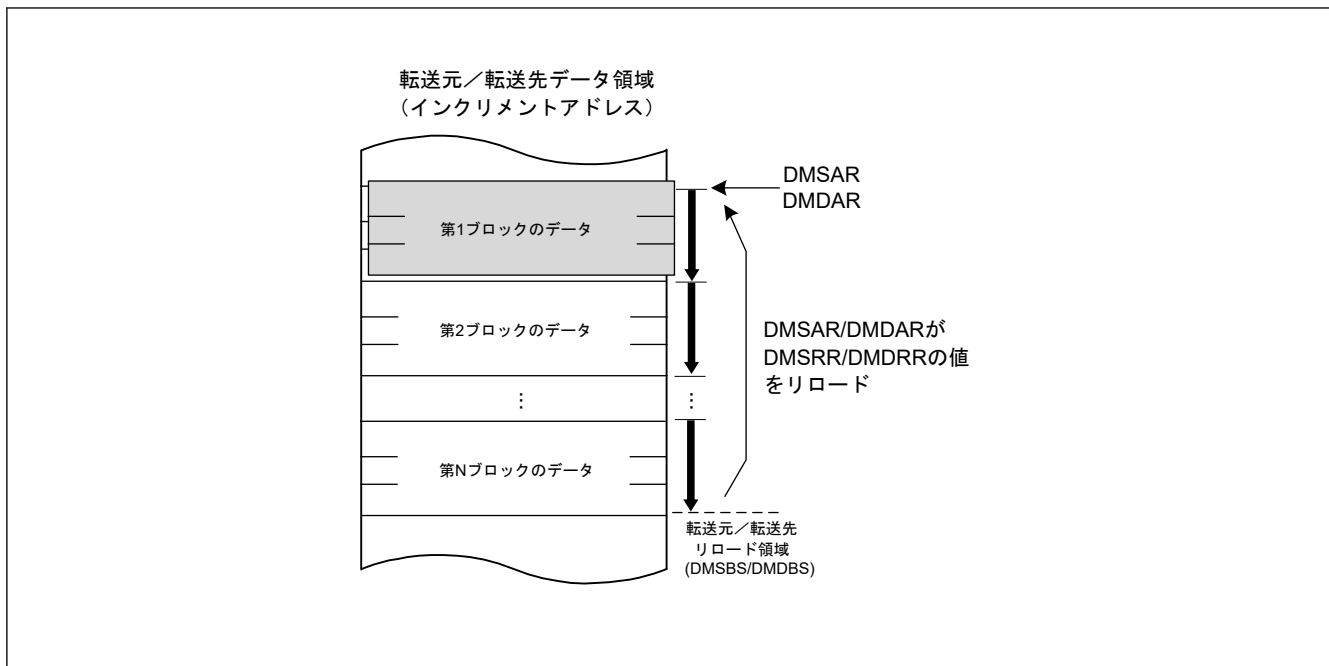 転送元／転送先データ領域
（インクリメントアドレス）
DMSAR
DMDAR
第1ブロックのデータ
第2ブロックのデータ
DMSAR/DMDARが
DMSRR/DMDRRの値
をリロード
⋮
⋮
第Nブロックのデータ
転送元／転送先
リロード領域
(DMSBS/DMDBS)